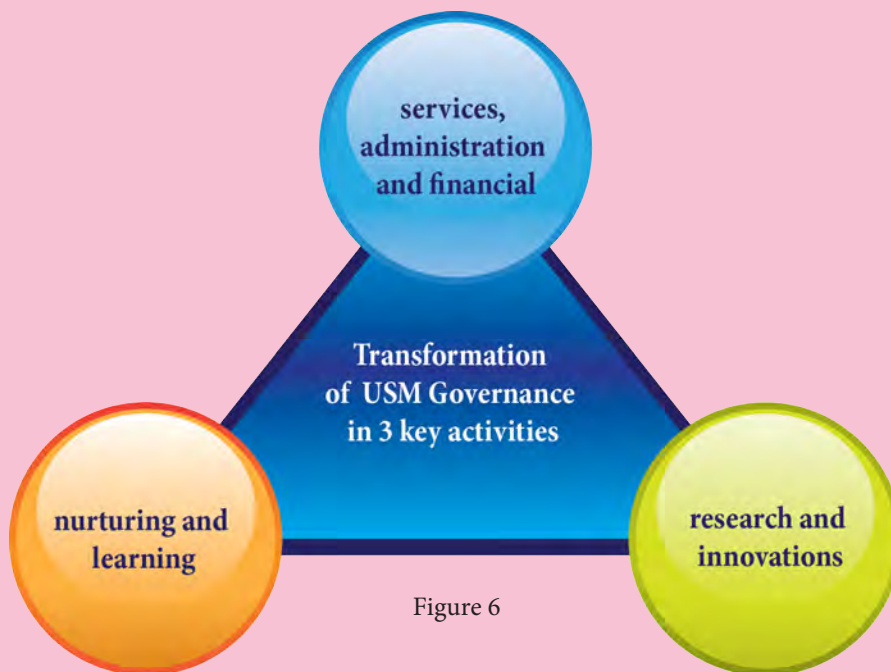 services,
administration
and financial
Transformation
of USM Governance
in 3 key activities
nurturing and
learning
research and
innovations
Figure 6